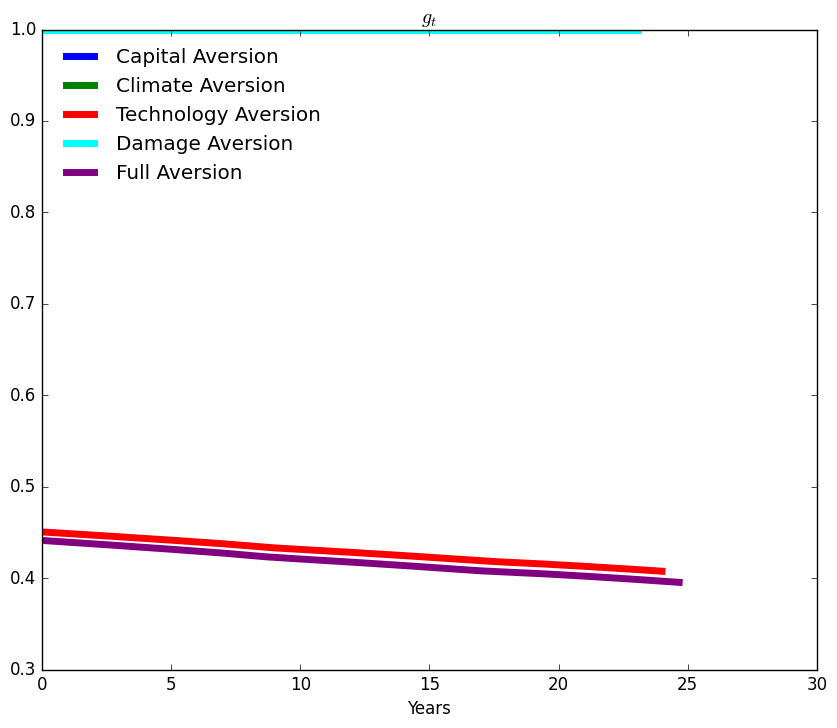 g_t
1.0
0.9
0.8
0.7
0.6
0.5
0.4
0.3
Capital Aversion
Climate Aversion
Technology Aversion
Damage Aversion
Full Aversion
0 5 10 15 20 25 30
Years